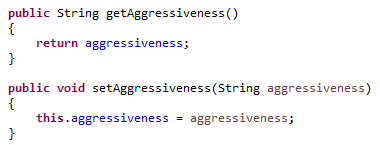 public String getAggressiveness()
{
    return aggressiveness;
}

public void setAggressiveness(String aggressiveness)
{
    this.aggressiveness = aggressiveness;
}